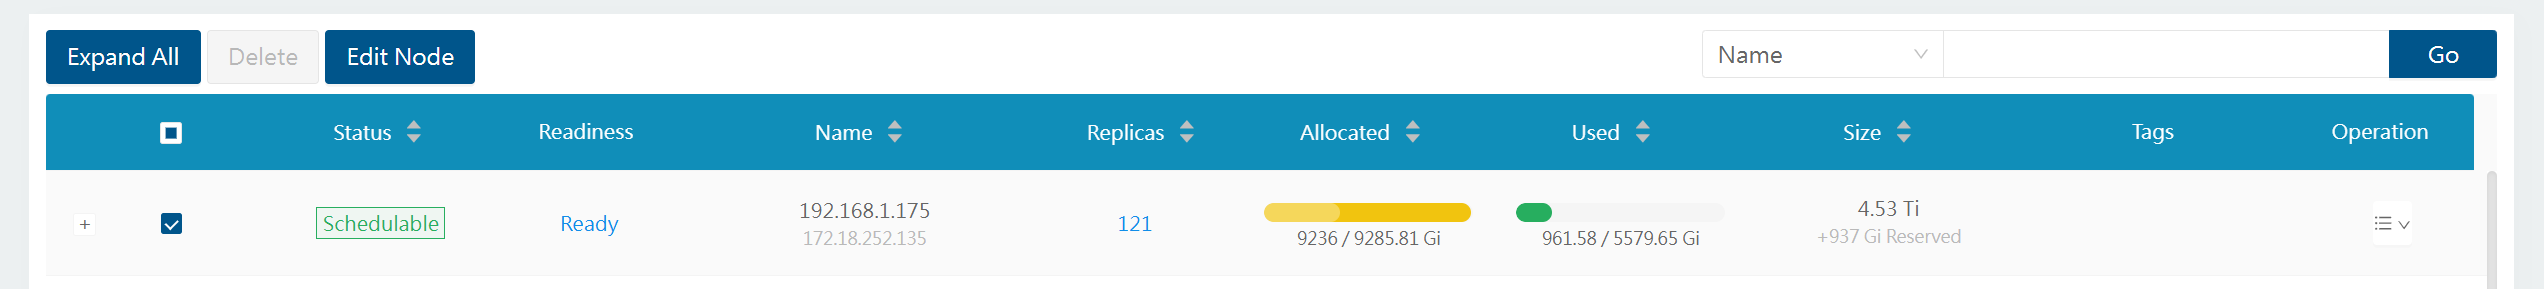 Expand All
Delete
Edit Node
Name
Go
Status
Readiness
Name
Replicas
Allocated
Used
Size
Tags
Operation
Schedulable
Ready
192.168.1.175
172.18.252.135
121
9236 / 9285.81 Gi
961.58 / 5579.65 Gi
4.53 Ti
+937 Gi Reserved